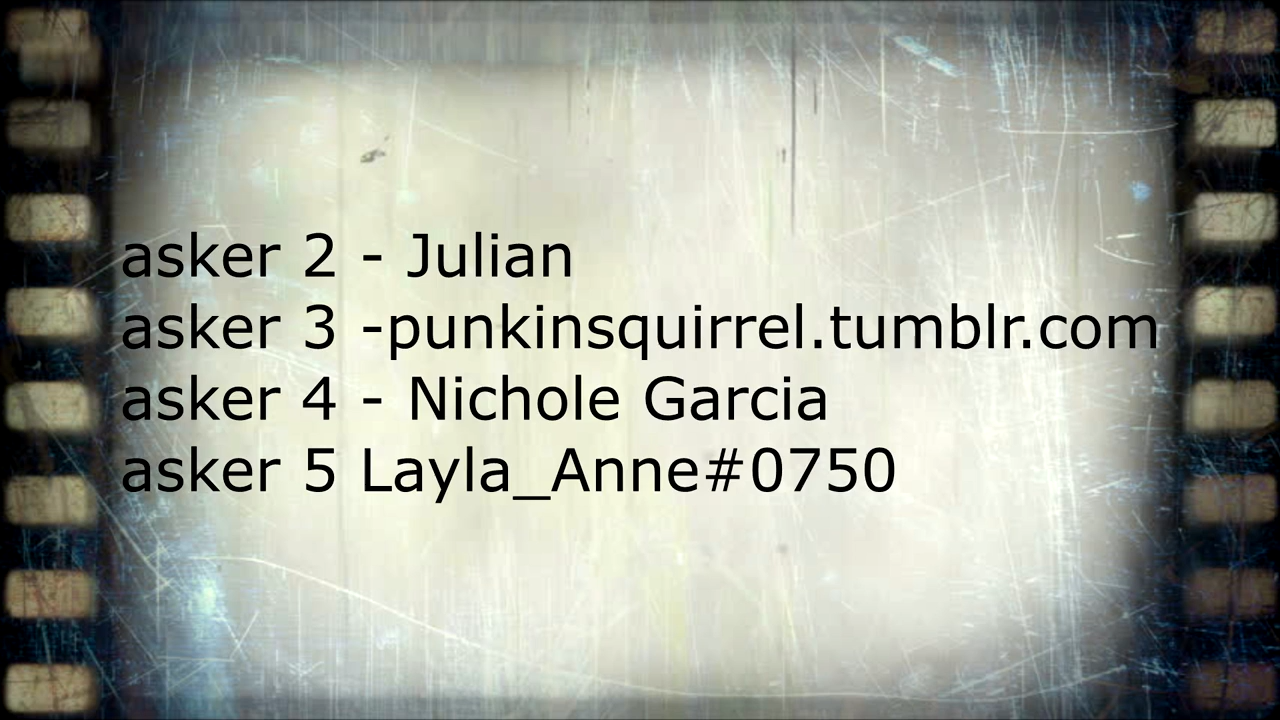 asker 2 - Julian
asker 3 -punkinsquirrel.tumblr.com
asker 4 - Nichole Garcia
asker 5 Layla_Anne#0750